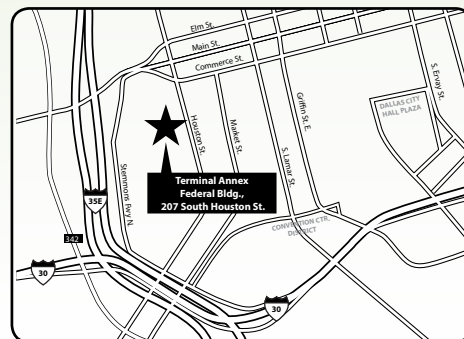 Elm St.
Main St.
Commerce St.
S. Ervay St.
Griffin St. E.
DALLAS CITY
HALL PLAZA
Houston St.
Market St.
S. Lamar St.
Stemmons Fwy N.
Terminal Annex
Federal Bldg.,
207 South Houston St.
35E
CONVENTION CTR.
DISTRICT
342
30
30